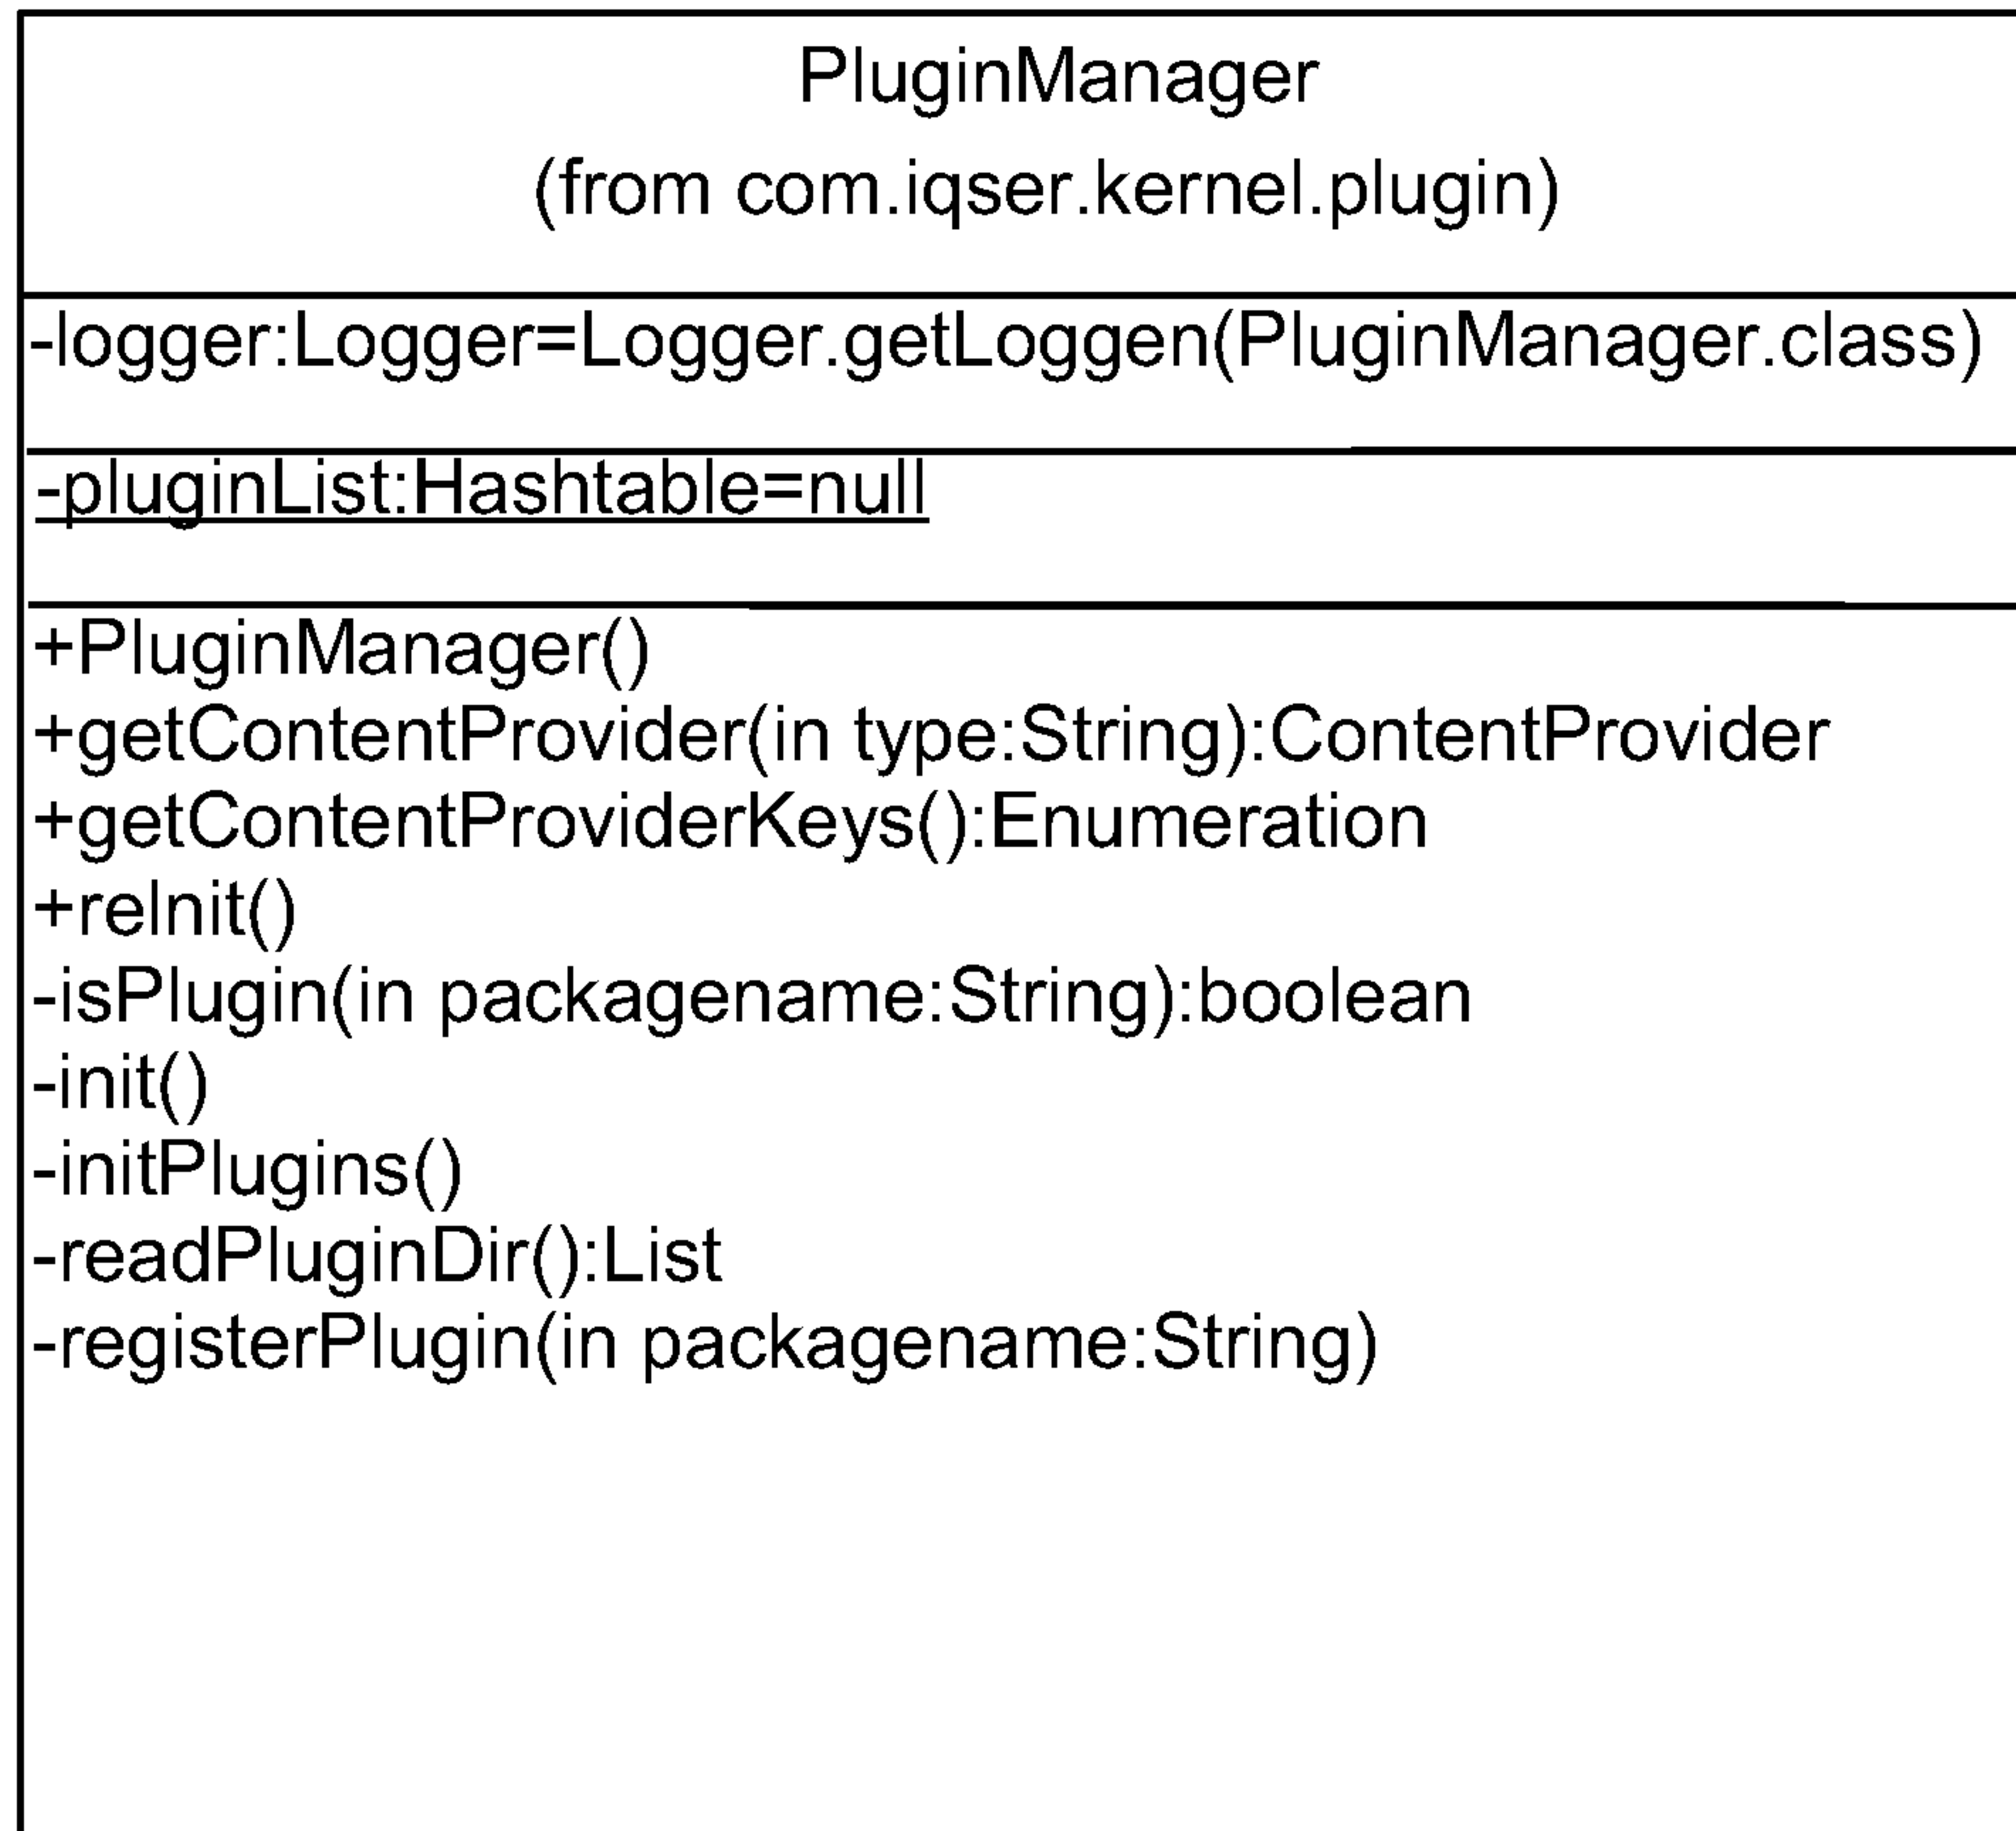 PluginManager
(from com.iqser.kernel.plugin)
-logger:Logger=Logger.getLoggen(PluginManager.class)
-pluginList:Hashtable=null
+PluginManager()
+getContentProvider(in type:String):ContentProvider
+getContentProviderKeys():Enumeration
+reInit()
-isPlugin(in packagename:String):boolean
-init()
-initPlugins()
-readPluginDir():List
-registerPlugin(in packagename:String)